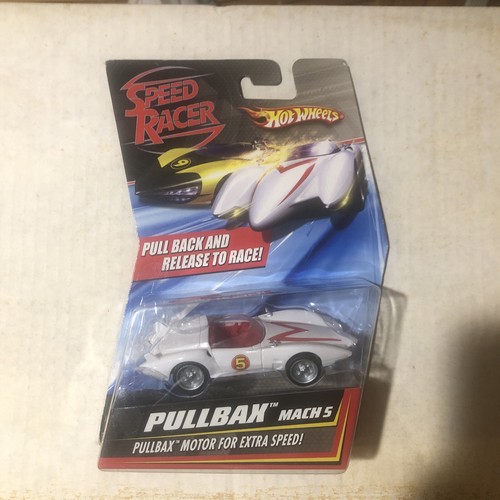 SPEED
RACER
HOT WHEELS
9
PULL BACK AND
RELEASE TO RACE!
5
PULLBAX™ MACH 5
PULLBAX™ MOTOR FOR EXTRA SPEED!